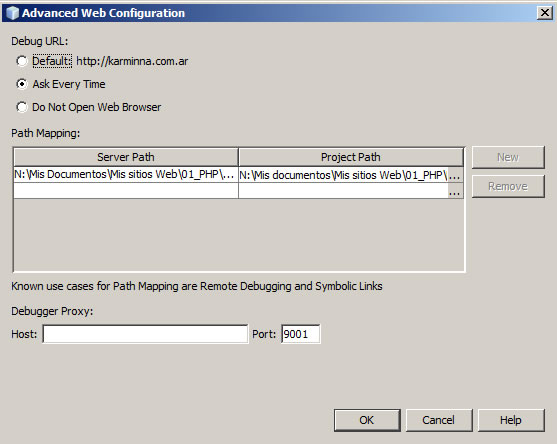 Advanced Web Configuration
Debug URL:
Default: http://karminna.com.ar
Ask Every Time
Do Not Open Web Browser
Path Mapping:
Server Path Project Path
New
N:\Mis Documentos\Mis sitios Web\01_PHP\... N:\Mis documentos\Mis sitios Web\01_PHP\ ...
...
Remove
Known use cases for Path Mapping are Remote Debugging and Symbolic Links
Debugger Proxy:
Host: Port: 9001
OK Cancel Help